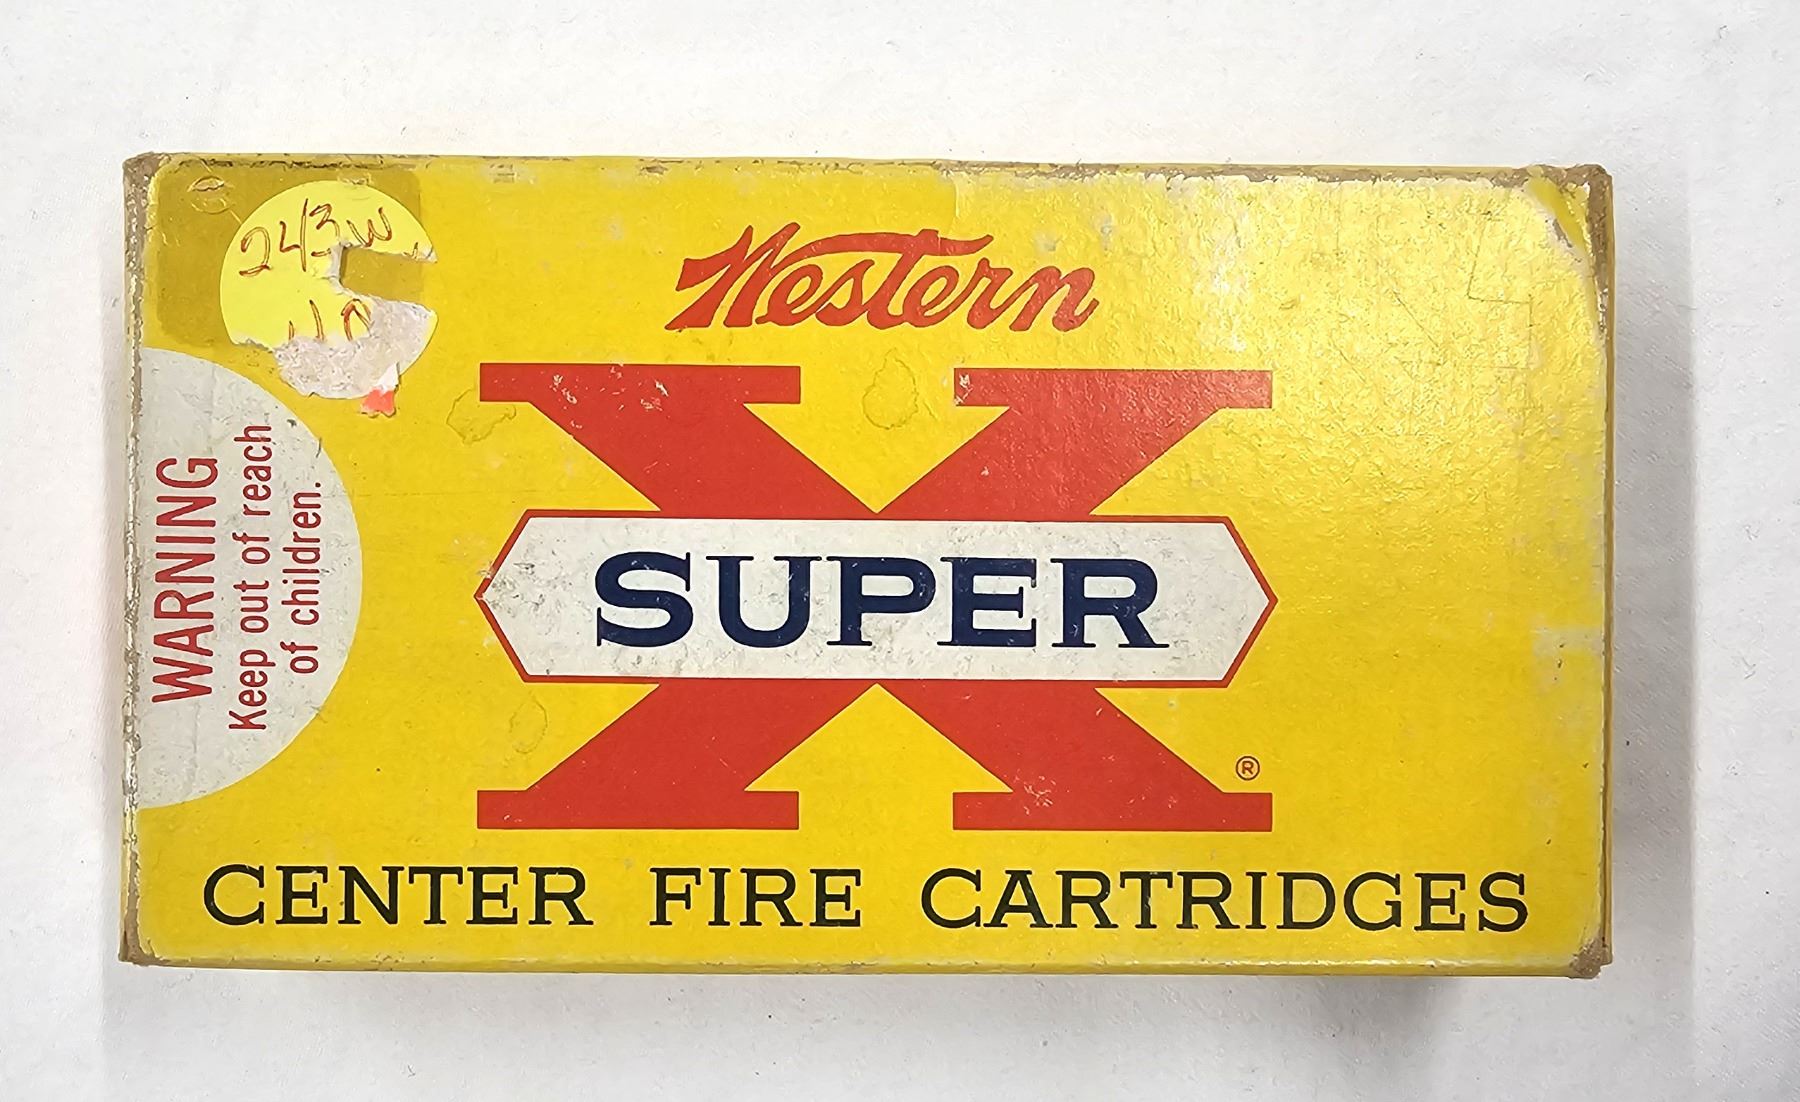 243W
Western
X
SUPER
®
CENTER FIRE CARTRIDGES
WARNING
Keep out of reach
of children.